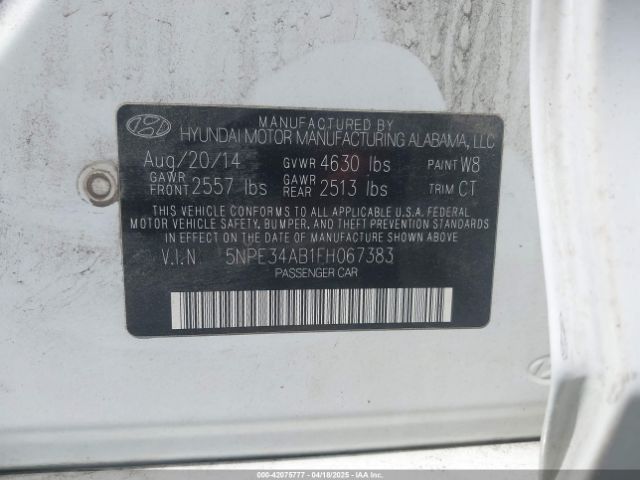 MANUFACTURED BY
HYUNDAI MOTOR MANUFACTURING ALABAMA, LLC
Aug/20/14 GVWR 4630 lbs PAINT W8
GAWR FRONT 2557 lbs GAWR REAR 2513 lbs TRIM CT
THIS VEHICLE CONFORMS TO ALL APPLICABLE U.S.A. FEDERAL
MOTOR VEHICLE SAFETY, BUMPER, AND THEFT PREVENTION STANDARDS
IN EFFECT ON THE DATE OF MANUFACTURE SHOWN ABOVE.
V.I.N 5NPE34AB1FH067383
PASSENGER CAR
000-42075777 - 04/18/2025 - IAAI.COM